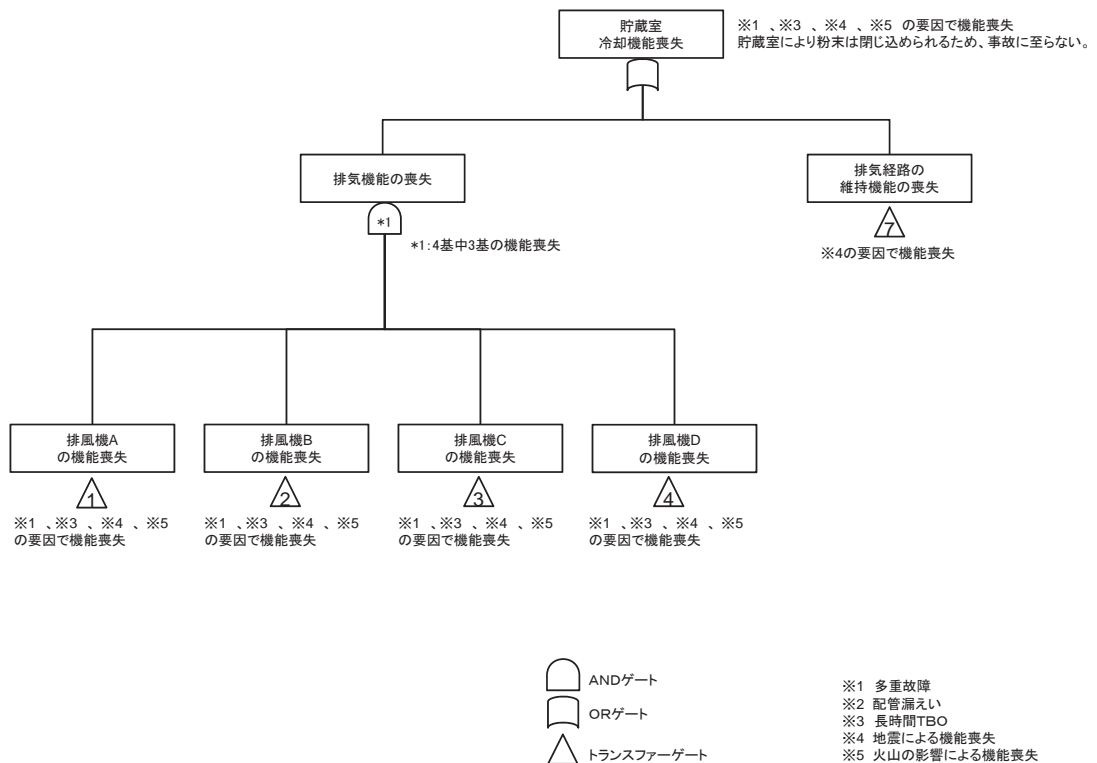 貯蔵室
冷却機能喪失
※1 、※3 、※4 、※5 の要因で機能喪失
貯蔵室により粉末は閉じ込められるため、事故に至らない。
排気機能の喪失
*1
*1:4基中3基の機能喪失
排気経路の
維持機能の喪失
7
※4の要因で機能喪失
排風機A
の機能喪失
1
※1 、※3 、※4 、※5
の要因で機能喪失
排風機B
の機能喪失
2
※1 、※3 、※4 、※5
の要因で機能喪失
排風機C
の機能喪失
3
※1 、※3 、※4 、※5
の要因で機能喪失
排風機D
の機能喪失
4
※1 、※3 、※4 、※5
の要因で機能喪失
ANDゲート
ORゲート
トランスファーゲート
※1 多重故障
※2 配管漏えい
※3 長時間TBO
※4 地震による機能喪失
※5 火山の影響による機能喪失